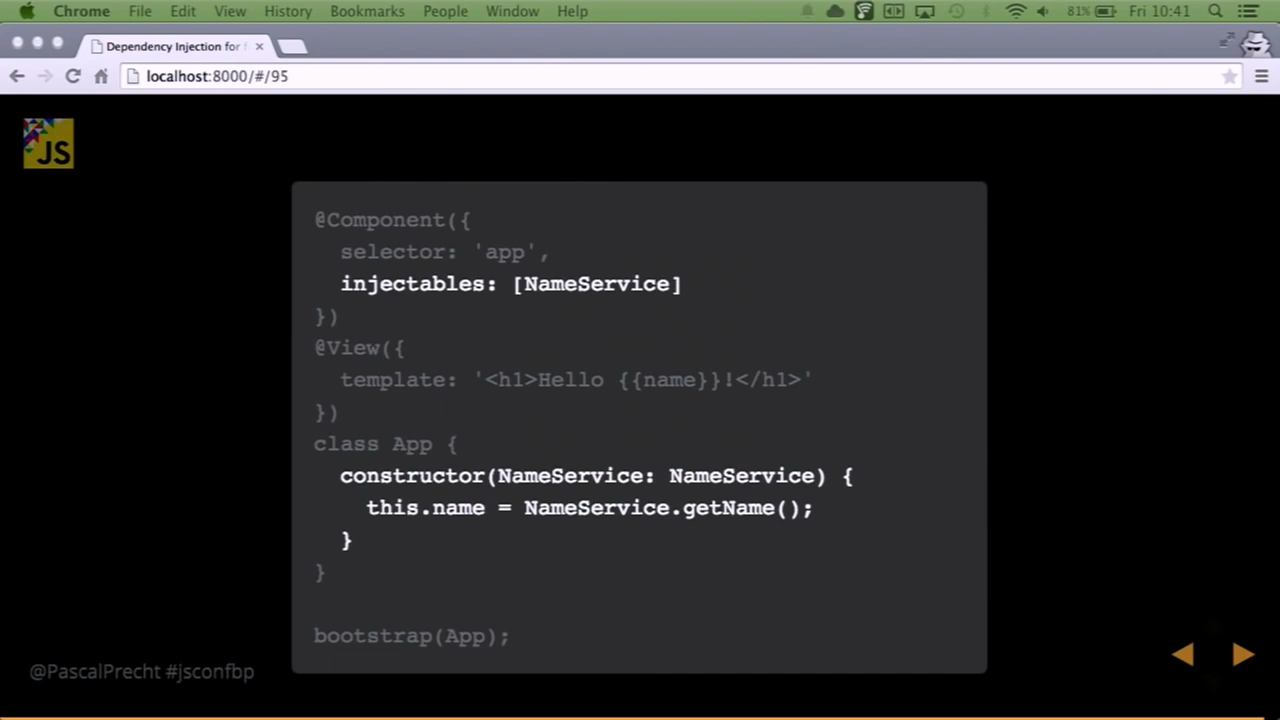 Chrome File Edit View History Bookmarks People Window Help 81% Fri 10:41
Dependency Injection for f
localhost:8000/#/95
JS
@Component({
  selector: 'app',
  injectables: [NameService]
})
@View({
  template: '<h1>Hello {{name}}!</h1>'
})
class App {
  constructor(NameService: NameService) {
    this.name = NameService.getName();
  }
}
bootstrap(App);
@PascalPrecht #jsconfbp